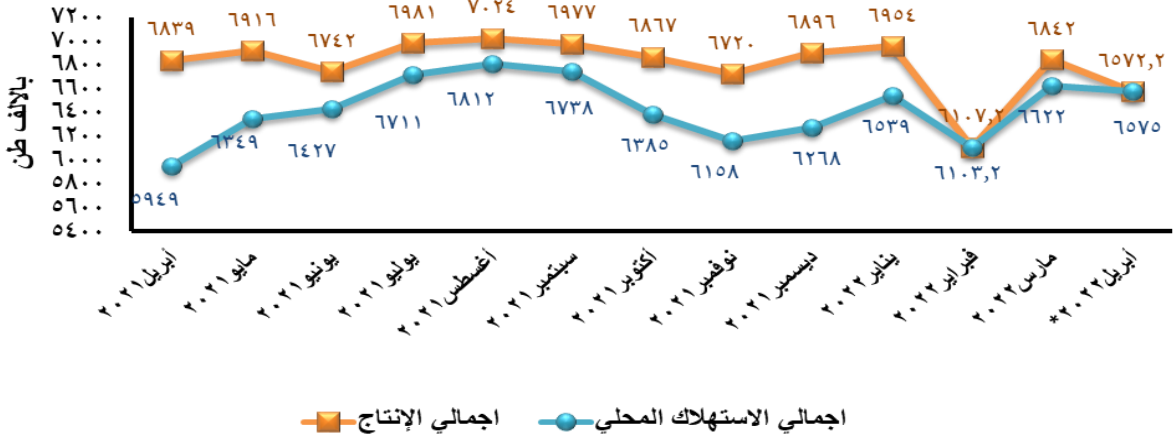 بالالف طن
٧٢٠٠
٧٠٠٠
٦٨٠٠
٦٦٠٠
٦٤٠٠
٦٢٠٠
٦٠٠٠
٥٨٠٠
٥٦٠٠
٥٤٠٠
٦٨٣٩
٦٩١٦
٦٧٤٢
٦٩٨١
٧٠٢٤
٦٩٧٧
٦٨٦٧
٦٧٢٠
٦٨٩٦
٦٩٥٤
٦١٠٧,٢
٦٨٤٢
٦٥٧٢,٢
٥٩٤٩
٦٣٤٩
٦٤٢٧
٦٧١١
٦٨١٢
٦٧٣٨
٦٣٨٥
٦١٥٨
٦٢٦٨
٦٥٣٩
٦١٠٣,٢
٦٦٢٢
٦٥٧٥
أبريل٢٠٢١
مايو٢٠٢١
يونيو٢٠٢١
يوليو٢٠٢١
أغسطس٢٠٢١
سبتمبر٢٠٢١
أكتوبر٢٠٢١
نوفمبر٢٠٢١
ديسمبر٢٠٢١
يناير٢٠٢٢
فبراير٢٠٢٢
مارس٢٠٢٢
أبريل٢٠٢٢*
اجمالي الاستهلاك المحلي
اجمالي الإنتاج